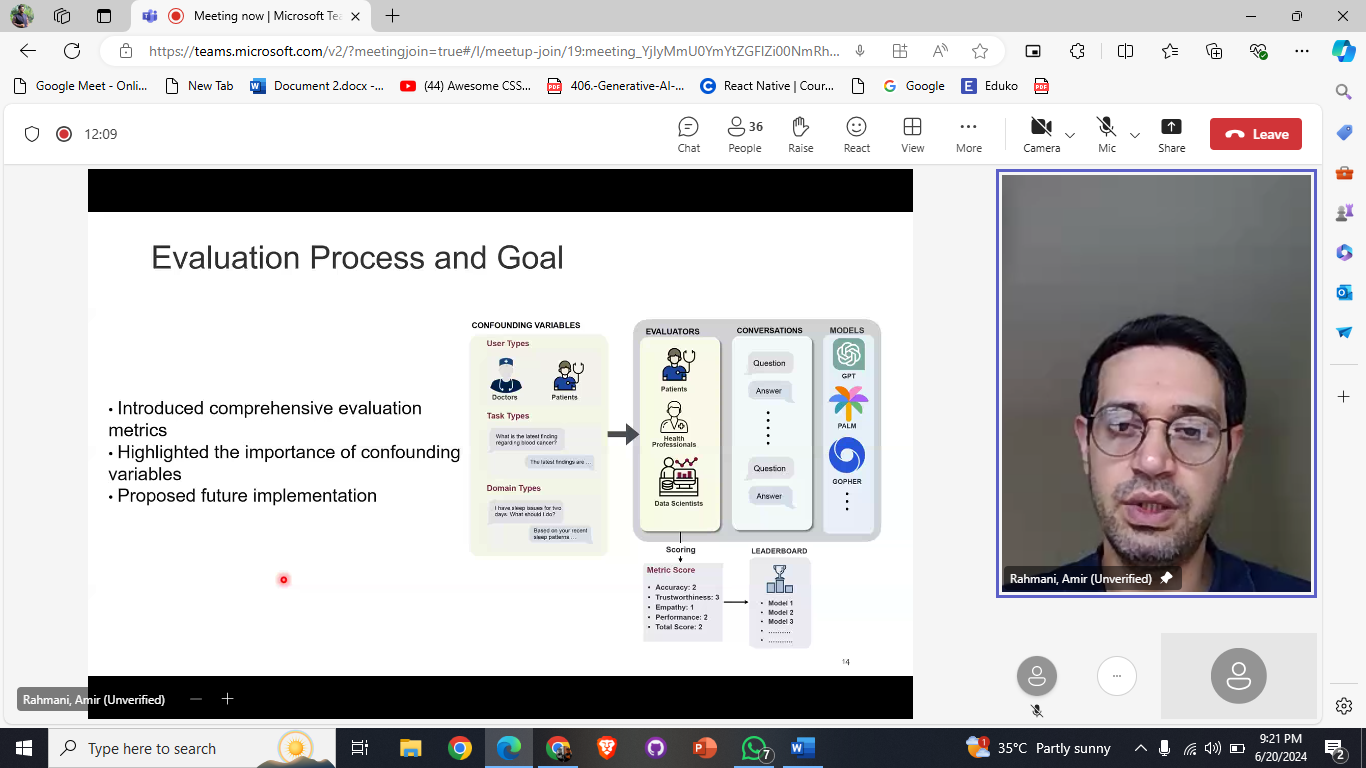 Meeting now | Microsoft Tea
https://teams.microsoft.com/v2/?meetingjoin=true#/l/meetup-join/19:meeting_YjIyMmU0YmYtZGFlZi00NmRh...
Google Meet - Onli...
New Tab
Document 2.docx -...
(44) Awesome CSS...
406.-Generative-AI-...
React Native | Cour...
Google
Eduko
12:09
Chat
36
People
Raise
React
View
More
Camera
Mic
Share
Leave
Evaluation Process and Goal
• Introduced comprehensive evaluation
metrics
• Highlighted the importance of confounding
variables
• Proposed future implementation
CONFOUNDING VARIABLES
User Types
Doctors
Patients
Task Types
What is the latest finding
regarding blood cancer?
The latest findings are ...
Domain Types
I have sleep issues for two
days. What should I do?
Based on your recent
sleep patterns ...
EVALUATORS
Patients
Health
Professionals
Data Scientists
CONVERSATIONS
Question
Answer
Question
Answer
MODELS
GPT
PALM
GOPHER
Scoring
Metric Score
• Accuracy: 2
• Trustworthiness: 3
• Empathy: 1
• Performance: 2
• Total Score: 2
LEADERBOARD
• Model 1
• Model 2
• Model 3
• ..........
• ...........
14
Rahmani, Amir (Unverified)
Rahmani, Amir (Unverified)
Type here to search
7
1
35°C Partly sunny
9:21 PM
6/20/2024
2